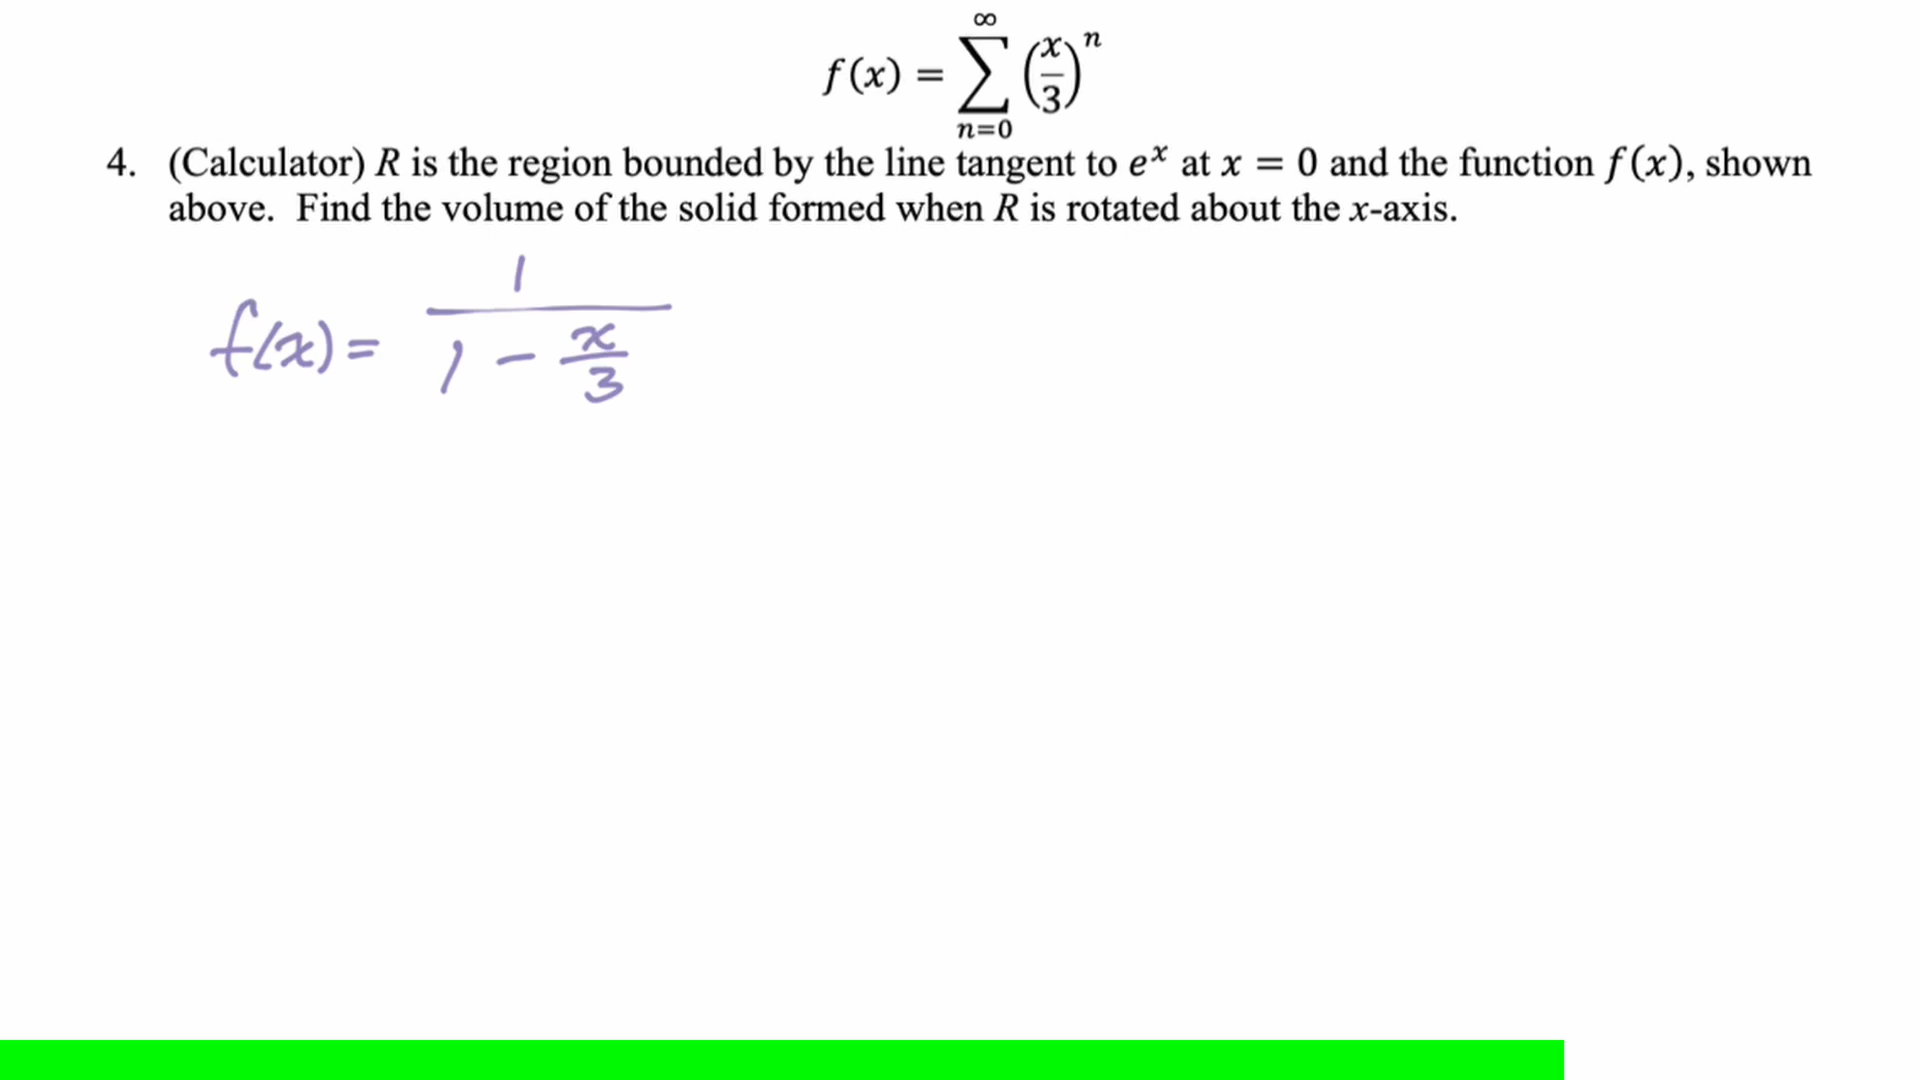 f(x) = ∑_{n=0}^{∞} (x/3)^n
4. (Calculator) R is the region bounded by the line tangent to e^x at x = 0 and the function f(x), shown
above. Find the volume of the solid formed when R is rotated about the x-axis.
f(x) = 1/(1 - x/3)